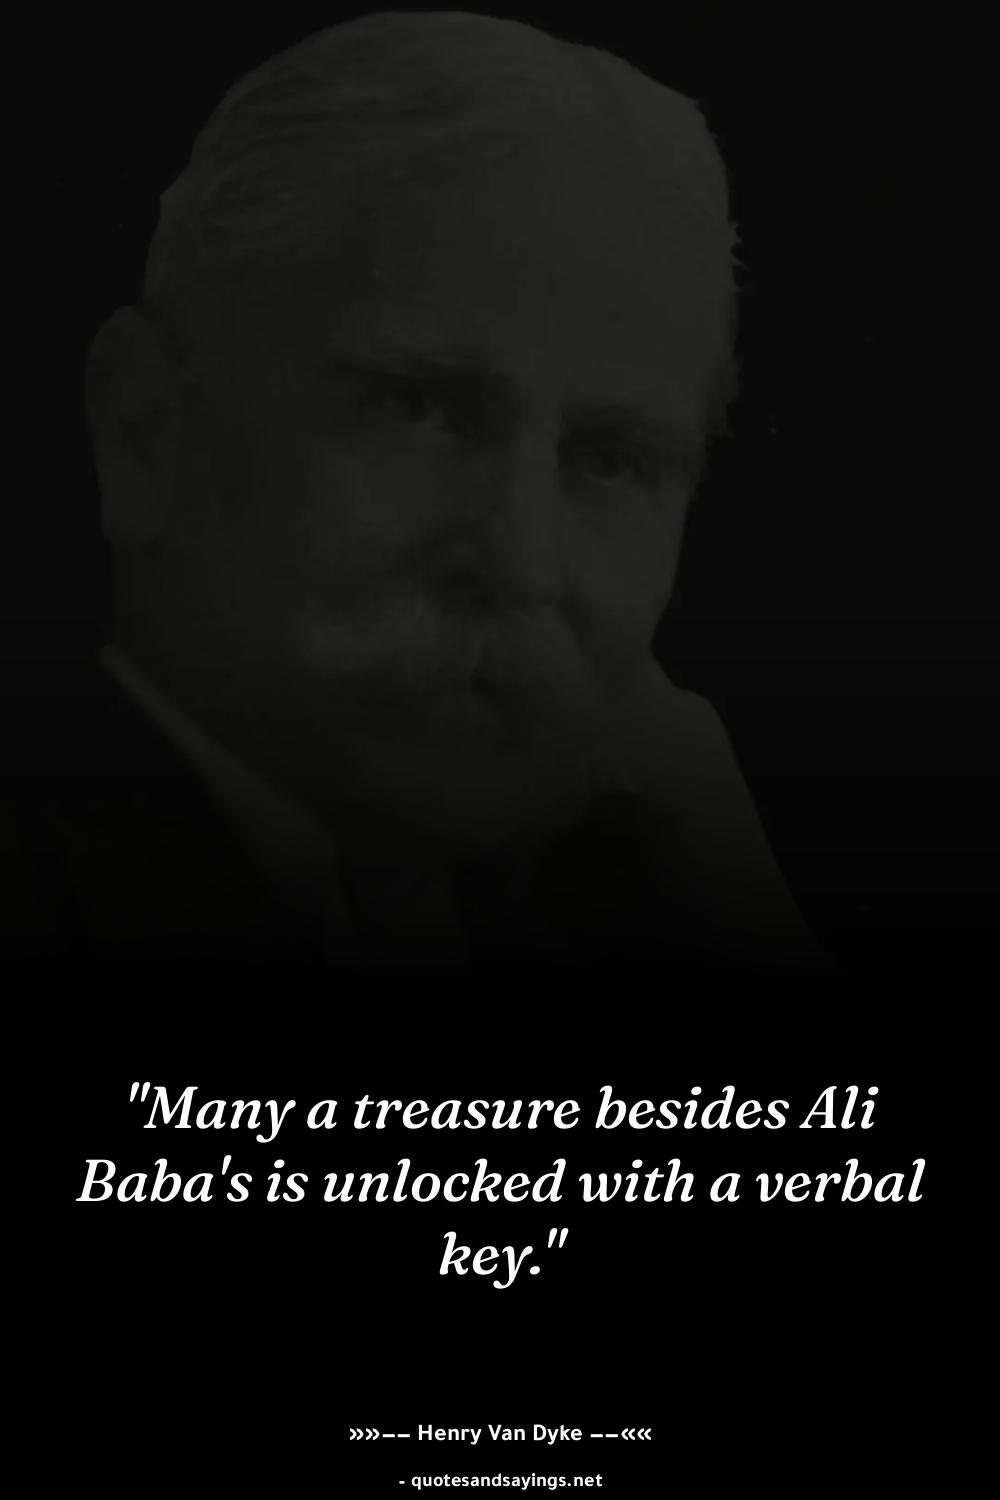 "Many a treasure besides Ali
Baba's is unlocked with a verbal
key."
»»−− Henry Van Dyke −−««
- quotesandsayings.net